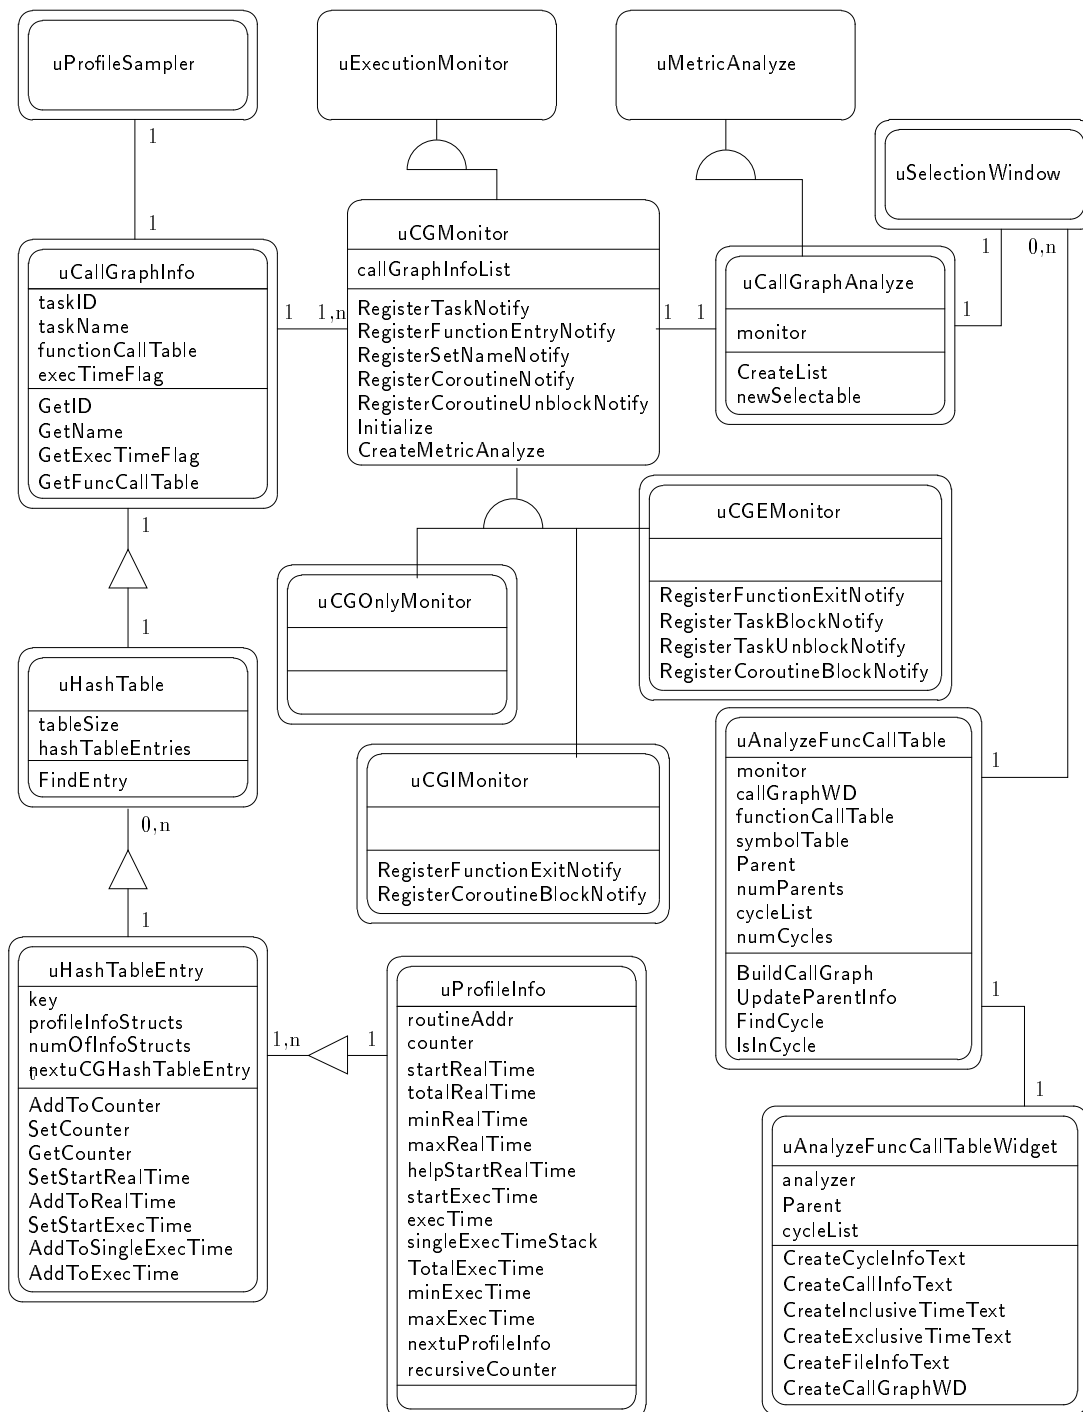 uProfileSampler
uExecutionMonitor
uMetricAnalyze
1
1
uSelectionWindow
1
0,n
uCallGraphInfo
taskID
taskName
functionCallTable
execTimeFlag
GetID
GetName
GetExecTimeFlag
GetFuncCallTable
1
1,n
uCGMonitor
callGraphInfoList
RegisterTaskNotify
RegisterFunctionEntryNotify
RegisterSetNameNotify
RegisterCoroutineNotify
RegisterCoroutineUnblockNotify
Initialize
CreateMetricAnalyze
1
1
uCallGraphAnalyze
monitor
CreateList
newSelectable
1
1
1
uHashTable
tableSize
hashTableEntries
FindEntry
0,n
1
uCGOnlyMonitor
uCGEMonitor
RegisterFunctionExitNotify
RegisterTaskBlockNotify
RegisterTaskUnblockNotify
RegisterCoroutineBlockNotify
uCGIMonitor
RegisterFunctionExitNotify
RegisterCoroutineBlockNotify
uAnalyzeFuncCallTable
monitor
callGraphWD
functionCallTable
symbolTable
Parent
numParents
cycleList
numCycles
BuildCallGraph
UpdateParentInfo
FindCycle
IsInCycle
1
1
1
uHashTableEntry
key
profileInfoStructs
numOfInfoStructs
nextuCGHashTableEntry
AddToCounter
SetCounter
GetCounter
SetStartRealTime
AddToRealTime
SetStartExecTime
AddToSingleExecTime
AddToExecTime
1,n
1
uProfileInfo
routineAddr
counter
startRealTime
totalRealTime
minRealTime
maxRealTime
helpStartRealTime
startExecTime
execTime
singleExecTimeStack
TotalExecTime
minExecTime
maxExecTime
nextuProfileInfo
recursiveCounter
uAnalyzeFuncCallTableWidget
analyzer
Parent
cycleList
CreateCycleInfoText
CreateCallInfoText
CreateInclusiveTimeText
CreateExclusiveTimeText
CreateFileInfoText
CreateCallGraphWD